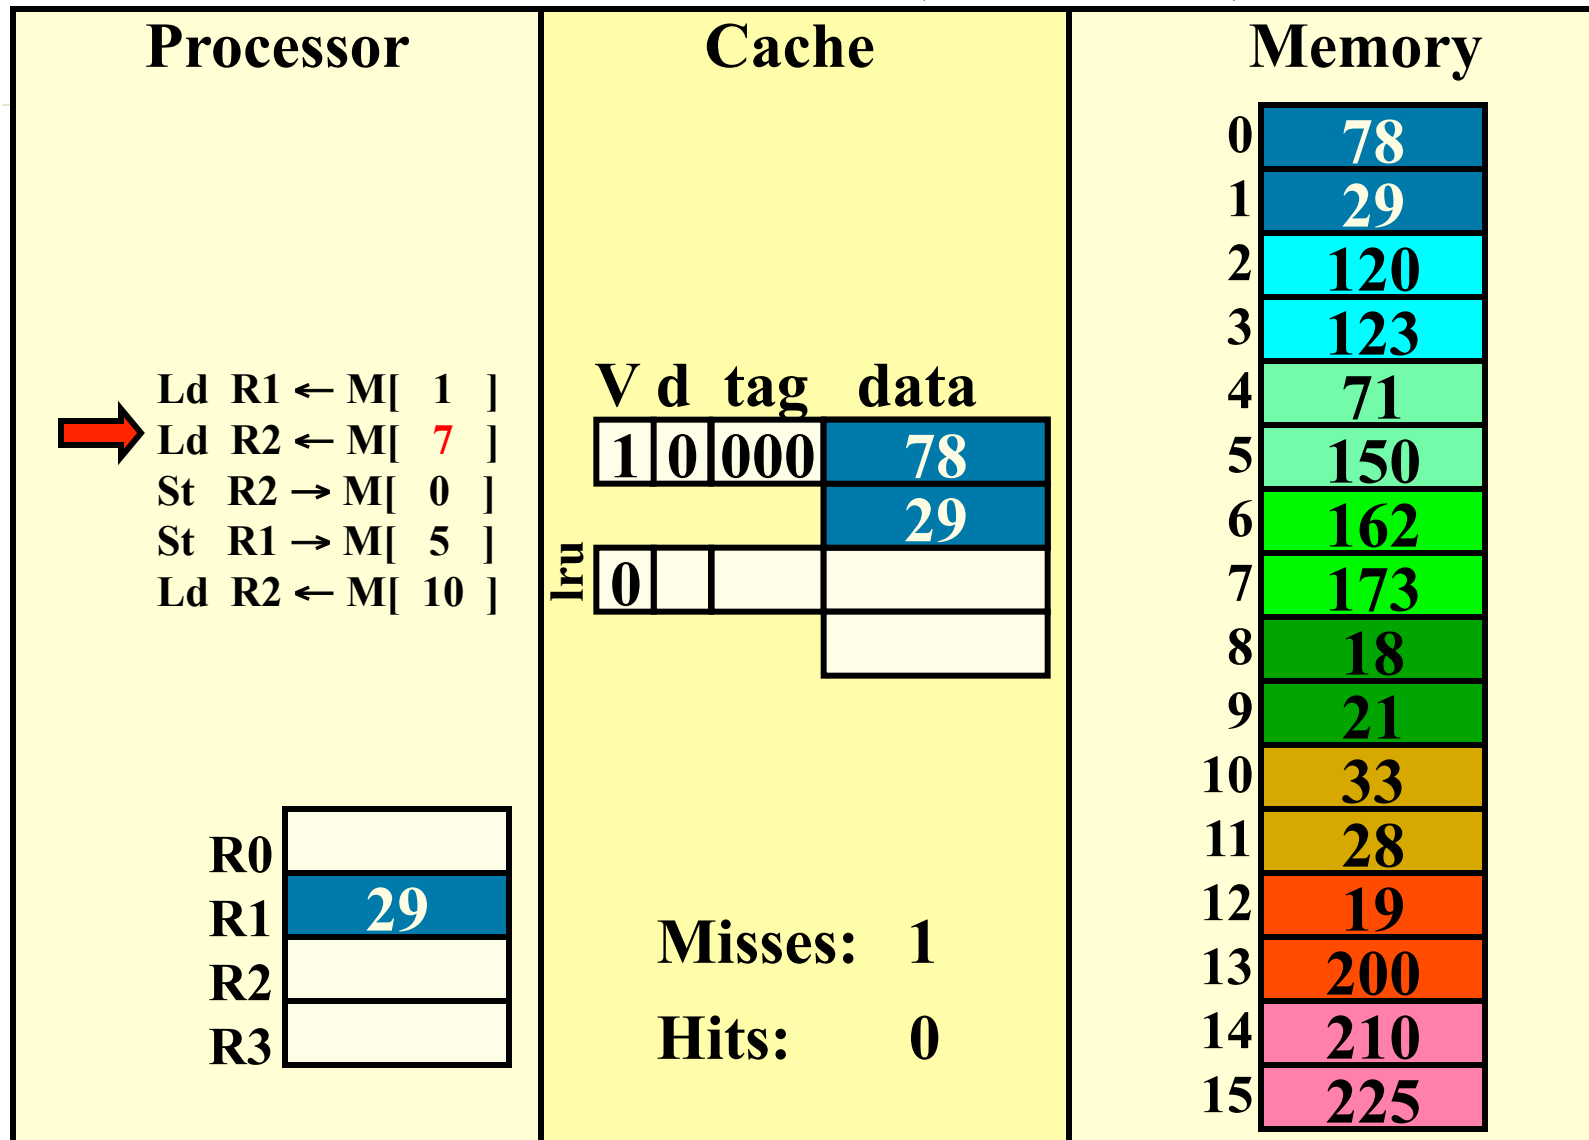 Processor
Cache
Memory
Ld R1 ← M[ 1 ]
Ld R2 ← M[ 7 ]
St R2 → M[ 0 ]
St R1 → M[ 5 ]
Ld R2 ← M[ 10 ]
R0
R1 29
R2
R3
V d tag data
1 0 000 78
29
lru
0
Misses: 1
Hits: 0
0 78
1 29
2 120
3 123
4 71
5 150
6 162
7 173
8 18
9 21
10 33
11 28
12 19
13 200
14 210
15 225